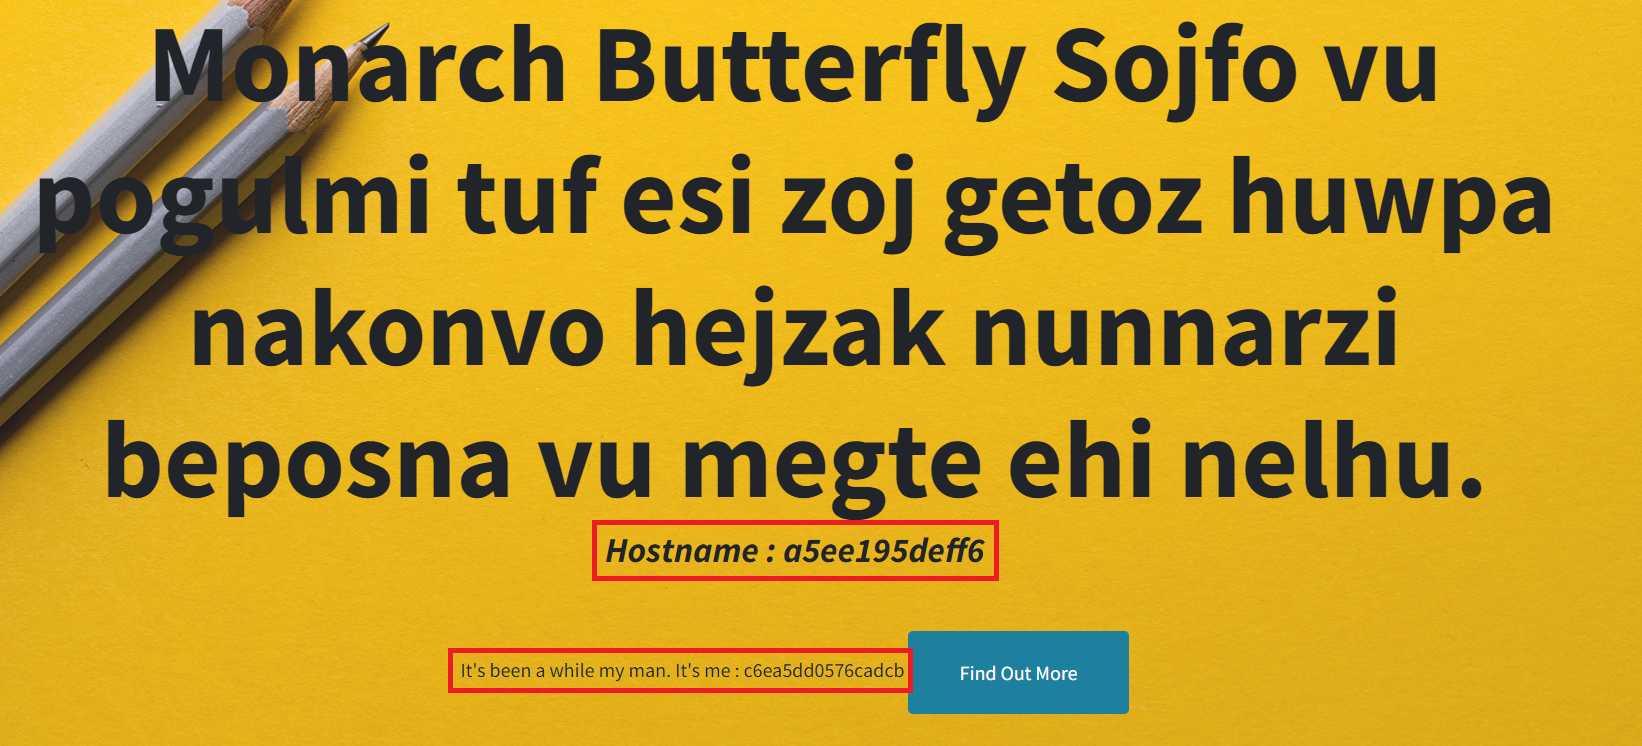 Monarch Butterfly Sojfo vu
pogulmi tuf esi zoj getoz huwpa
nakonvo hejzak nunnarzi
beposna vu megte ehi nelhu.
Hostname : a5ee195deff6
It's been a while my man. It's me : c6ea5dd0576cadcb
Find Out More